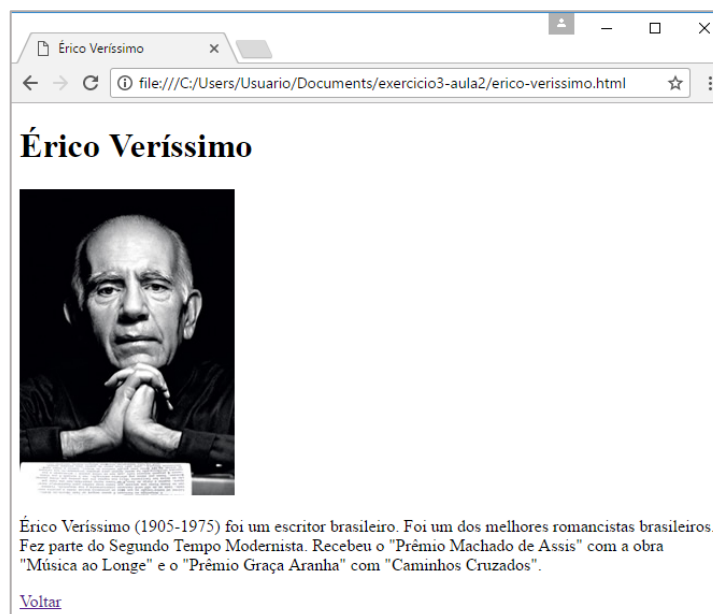 Érico Veríssimo
file:///C:/Users/Usuario/Documents/exercicio3-aula2/erico-verissimo.html
Érico Veríssimo
Érico Veríssimo (1905-1975) foi um escritor brasileiro. Foi um dos melhores romancistas brasileiros.
Fez parte do Segundo Tempo Modernista. Recebeu o "Prêmio Machado de Assis" com a obra
"Música ao Longe" e o "Prêmio Graça Aranha" com "Caminhos Cruzados".
Voltar